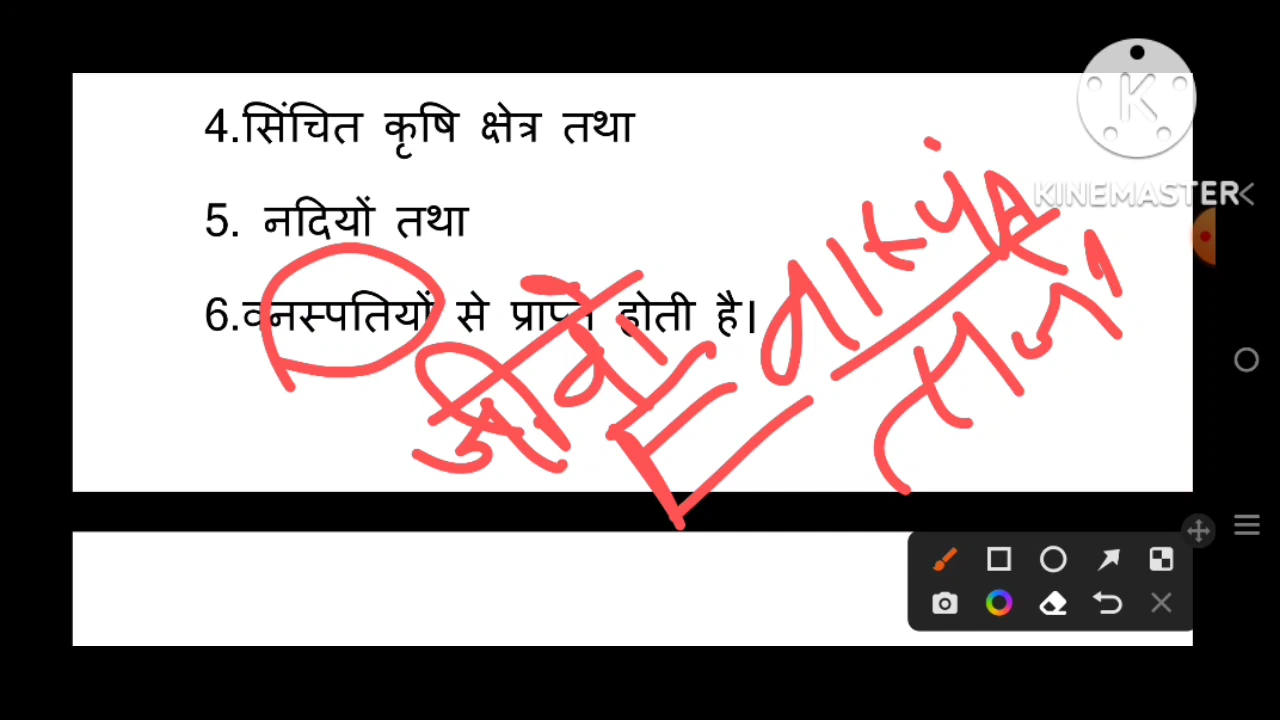 4.सिंचित कृषि क्षेत्र तथा
5. नदियों तथा
6.वनस्पतियों से प्राप्त होती है।
जीवों
KINEMASTER